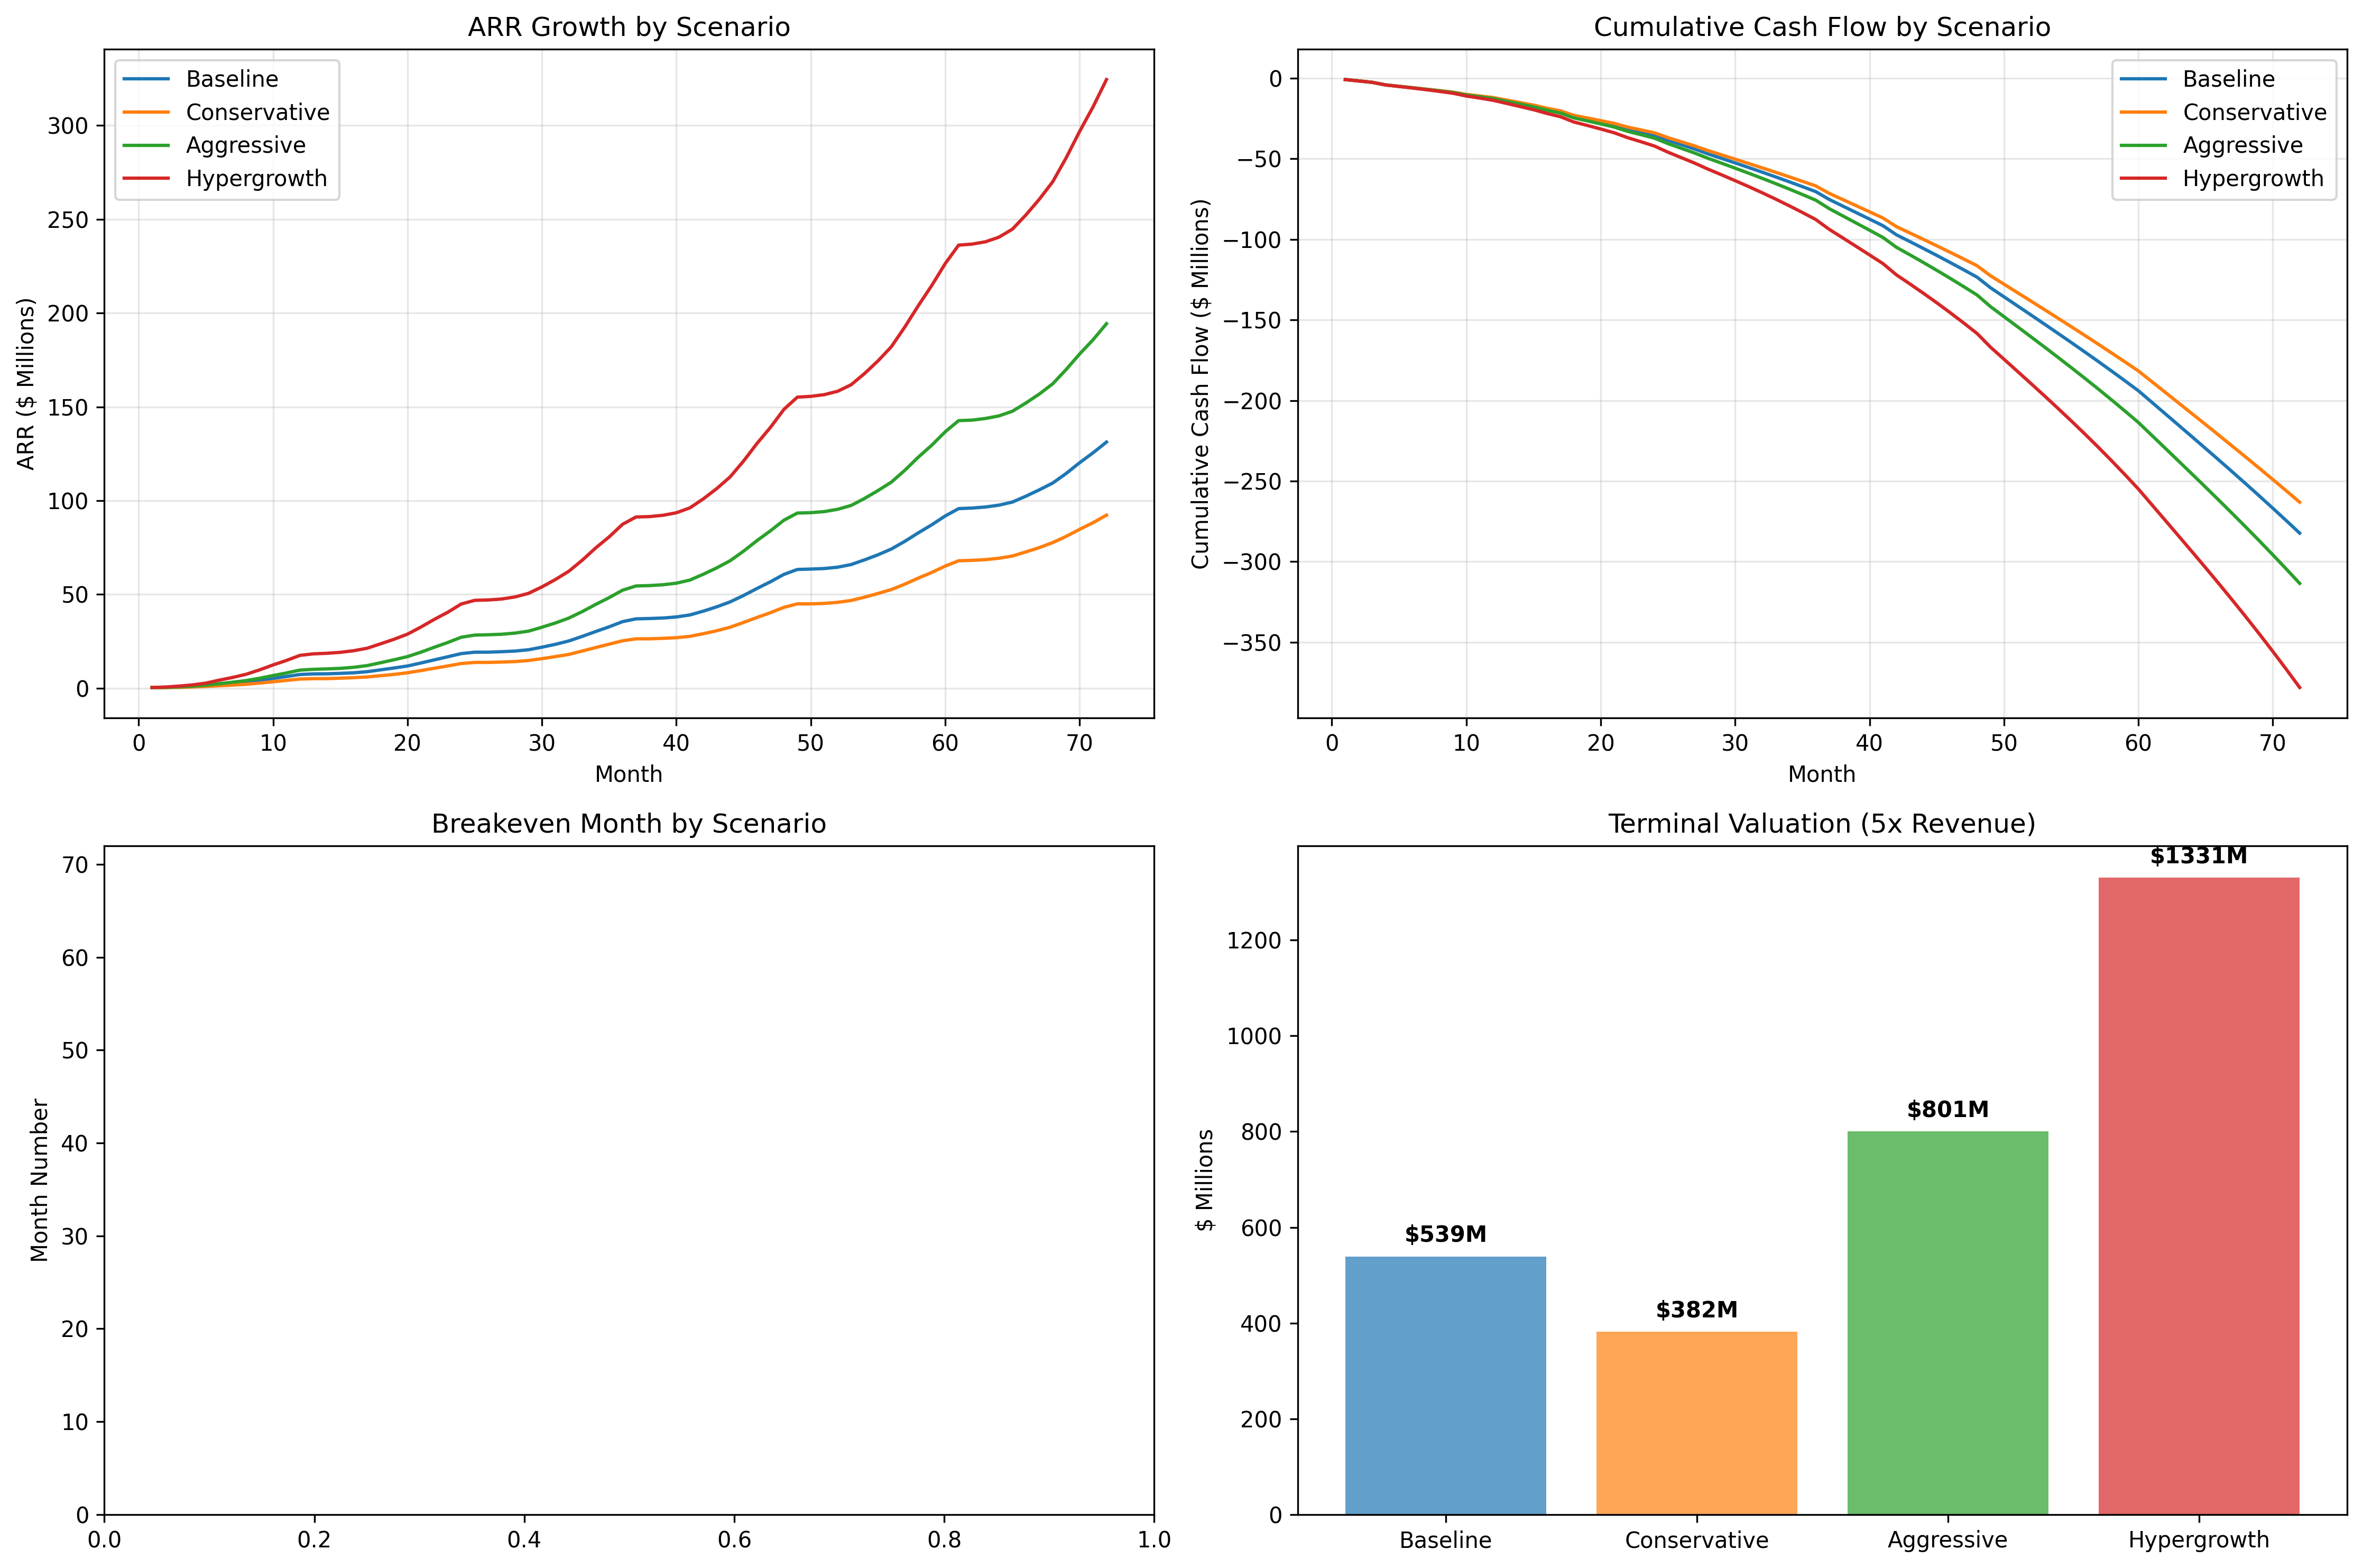 ARR Growth by Scenario
Baseline
Conservative
Aggressive
Hypergrowth
ARR ($ Millions)
300
250
200
150
100
50
0
0 10 20 30 40 50 60 70
Month
Cumulative Cash Flow by Scenario
Baseline
Conservative
Aggressive
Hypergrowth
Cumulative Cash Flow ($ Millions)
0
−50
−100
−150
−200
−250
−300
−350
0 10 20 30 40 50 60 70
Month
Breakeven Month by Scenario
Month Number
70
60
50
40
30
20
10
0
0.0 0.2 0.4 0.6 0.8 1.0
Terminal Valuation (5x Revenue)
$ Millions
1200
1000
800
600
400
200
0
$539M
$382M
$801M
$1331M
Baseline Conservative Aggressive Hypergrowth